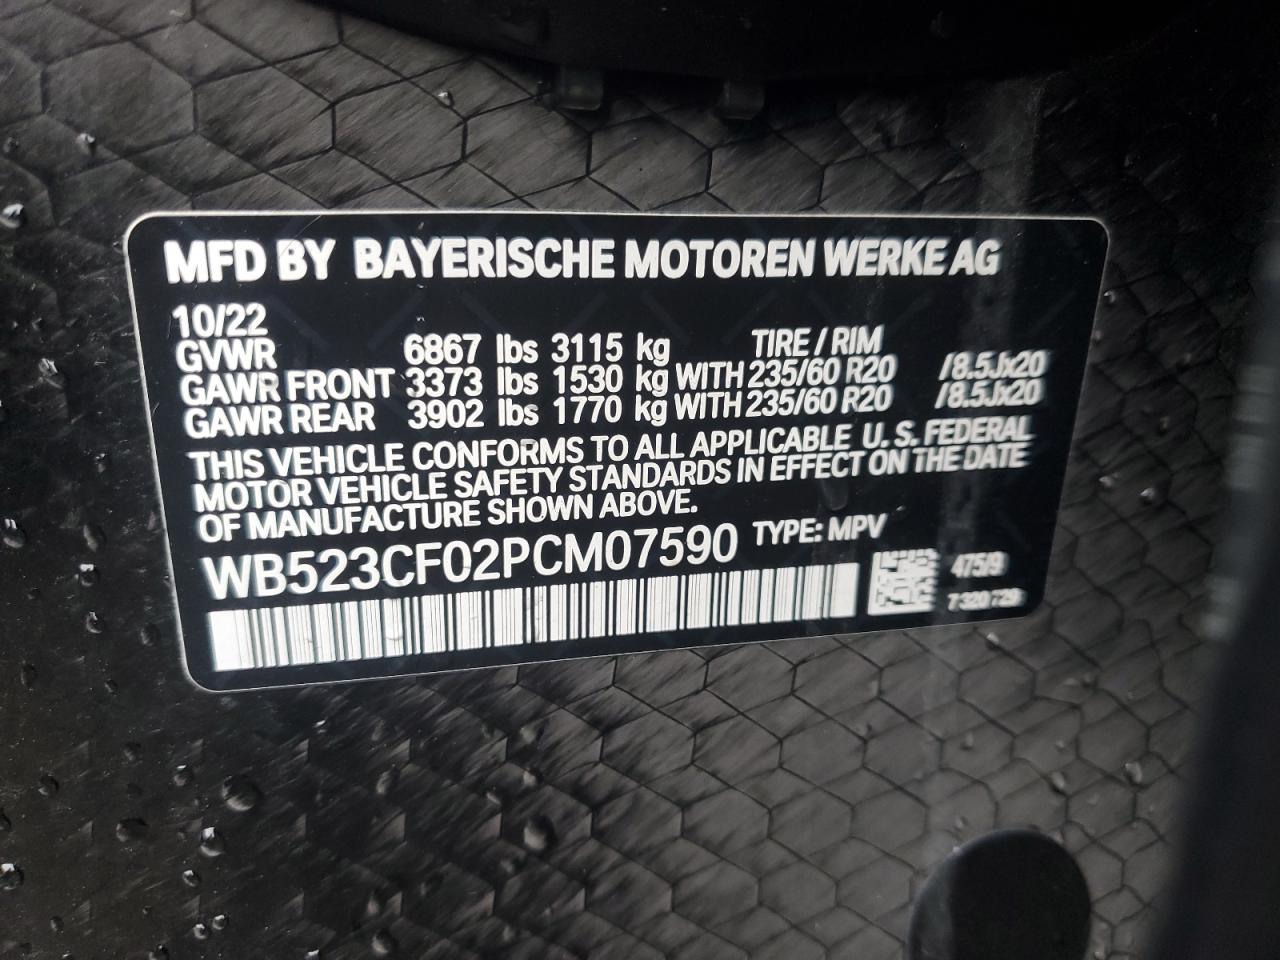 MFD BY BAYERISCHE MOTOREN WERKE AG
10/22
GVWR 6867 lbs 3115 kg TIRE / RIM
GAWR FRONT 3373 lbs 1530 kg WITH 235/60 R20 /8.5Jx20
GAWR REAR 3902 lbs 1770 kg WITH 235/60 R20 /8.5Jx20
THIS VEHICLE CONFORMS TO ALL APPLICABLE U.S. FEDERAL
MOTOR VEHICLE SAFETY STANDARDS IN EFFECT ON THE DATE
OF MANUFACTURE SHOWN ABOVE.
WB523CF02PCM07590 TYPE: MPV
475/9
7 320 729